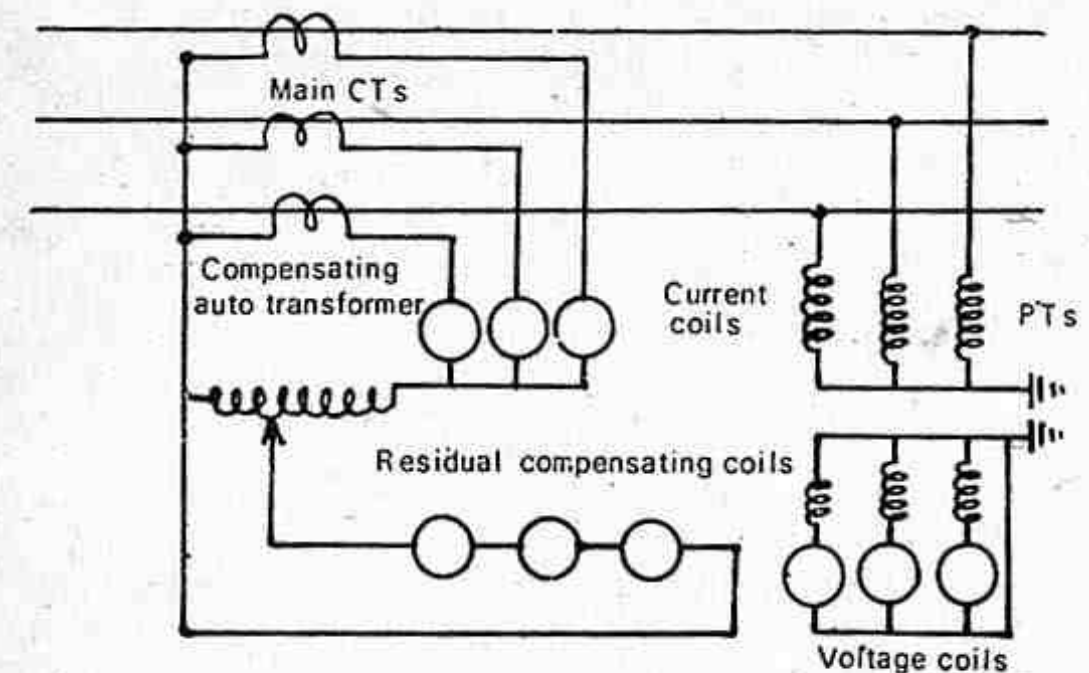 Main CTs
Compensating
auto transformer
Current
coils
PTs
Residual compensating coils
Voltage coils